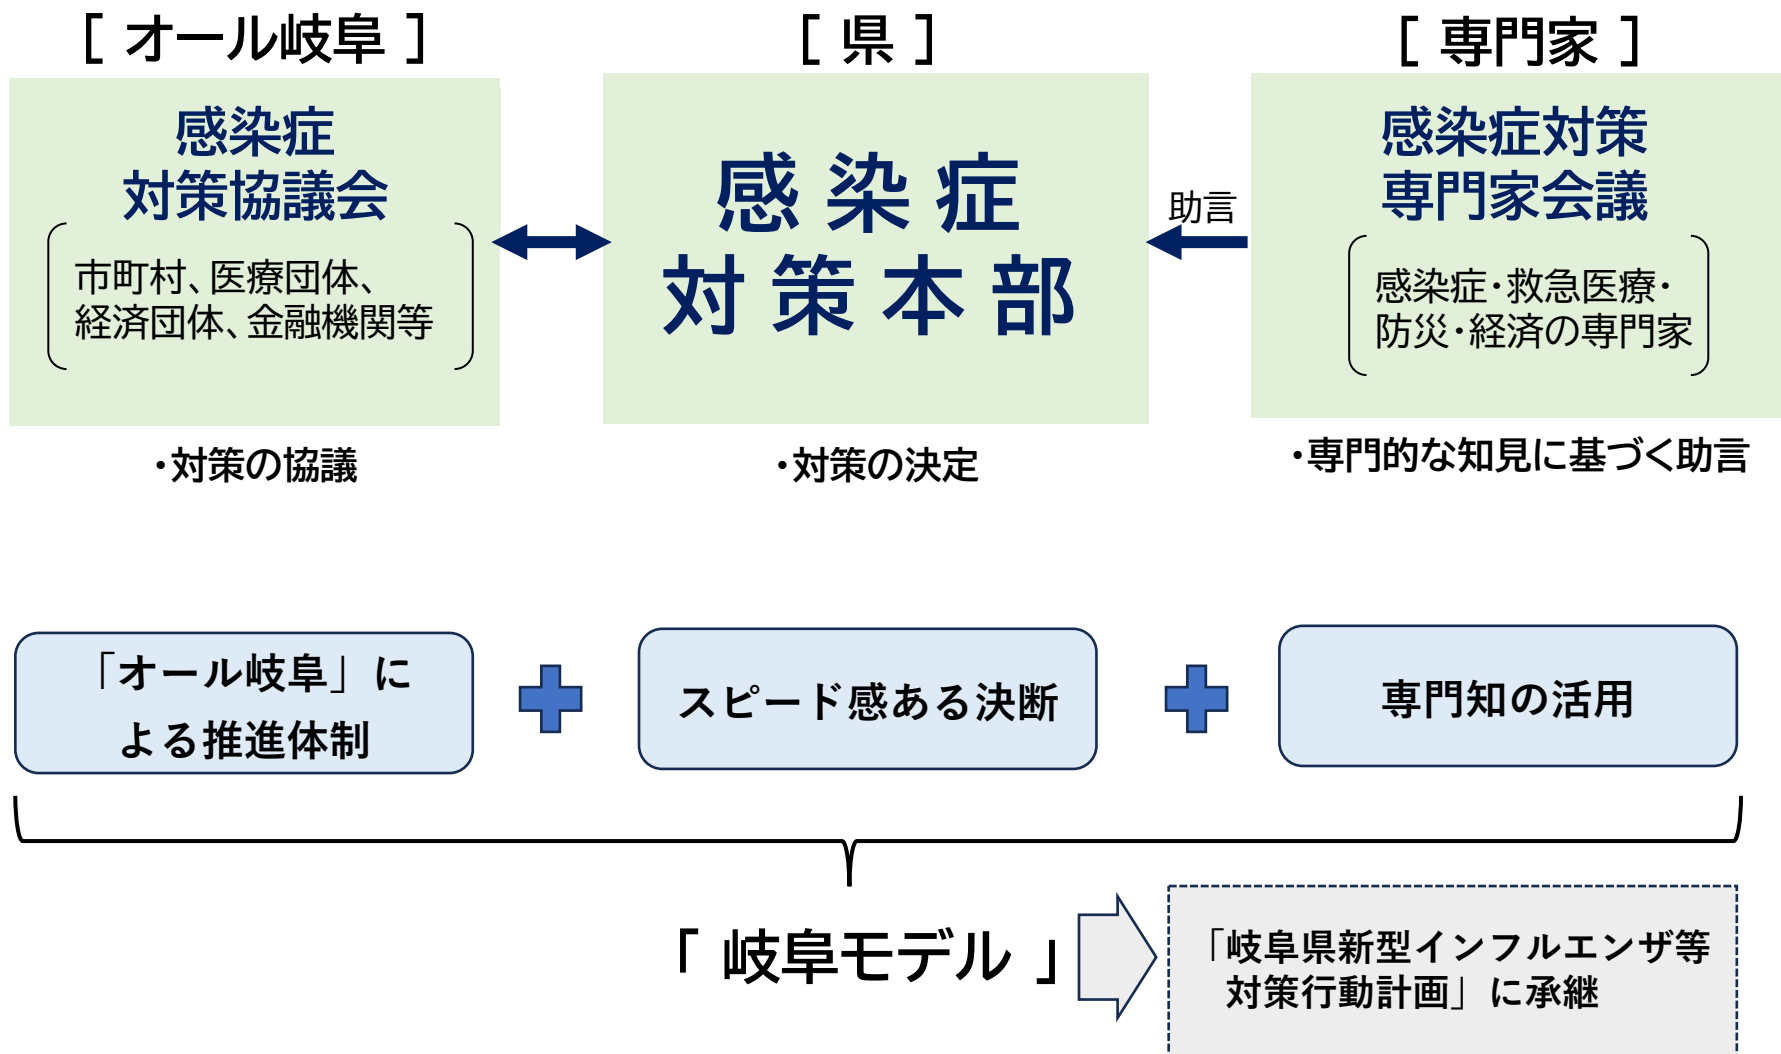 ［ オール岐阜 ］
感染症
対策協議会
市町村、医療団体、
経済団体、金融機関等
・対策の協議
［ 県 ］
感染症
対策本部
・対策の決定
助言
［ 専門家 ］
感染症対策
専門家会議
感染症・救急医療・
防災・経済の専門家
・専門的な知見に基づく助言
「オール岐阜」に
よる推進体制
スピード感ある決断
専門知の活用
「 岐阜モデル 」
「岐阜県新型インフルエンザ等
対策行動計画」に承継